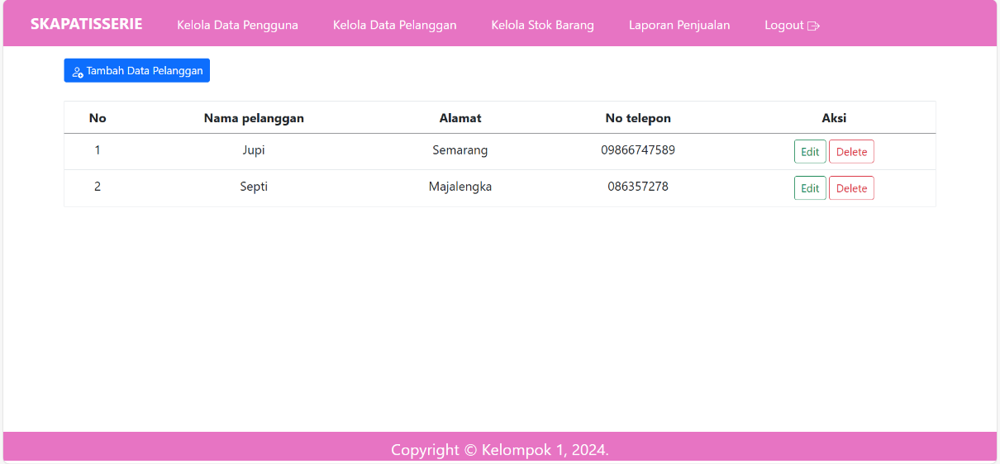 SKAPATISSERIE Kelola Data Pengguna Kelola Data Pelanggan Kelola Stok Barang Laporan Penjualan Logout
Tambah Data Pelanggan
No Nama pelanggan Alamat No telepon Aksi
1 Jupi Semarang 09866747589 Edit Delete
2 Septi Majalengka 086357278 Edit Delete
Copyright © Kelompok 1, 2024.